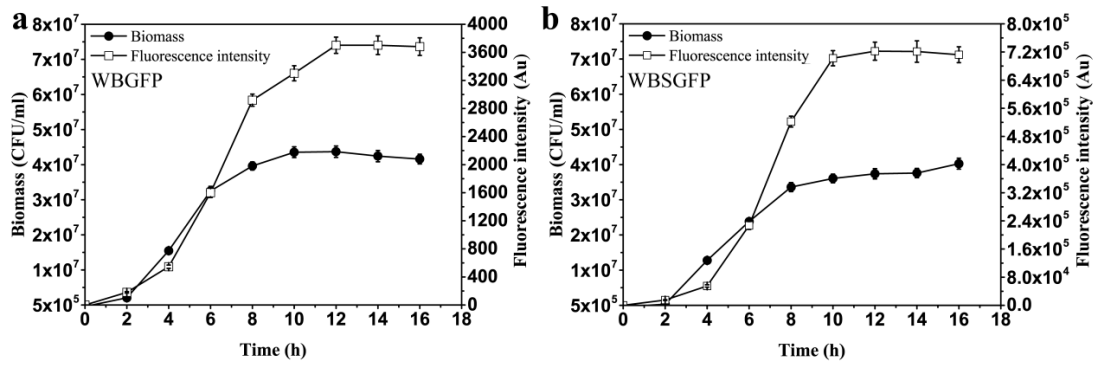 a
8x10⁷
7x10⁷
6x10⁷
5x10⁷
4x10⁷
3x10⁷
2x10⁷
1x10⁷
5x10⁵
Biomass (CFU/ml)
Biomass
Fluorescence intensity
WBGFP
4000
3600
3200
2800
2400
2000
1600
1200
800
400
0
Fluorescence intensity (Au)
0 2 4 6 8 10 12 14 16 18
Time (h)
b
8x10⁷
7x10⁷
6x10⁷
5x10⁷
4x10⁷
3x10⁷
2x10⁷
1x10⁷
5x10⁵
Biomass (CFU/ml)
Biomass
Fluorescence intensity
WBSGFP
8.0x10⁵
7.2x10⁵
6.4x10⁵
5.6x10⁵
4.8x10⁵
4.0x10⁵
3.2x10⁵
2.4x10⁵
1.6x10⁵
8.0x10⁴
0.0
Fluorescence intensity (Au)
0 2 4 6 8 10 12 14 16 18
Time (h)